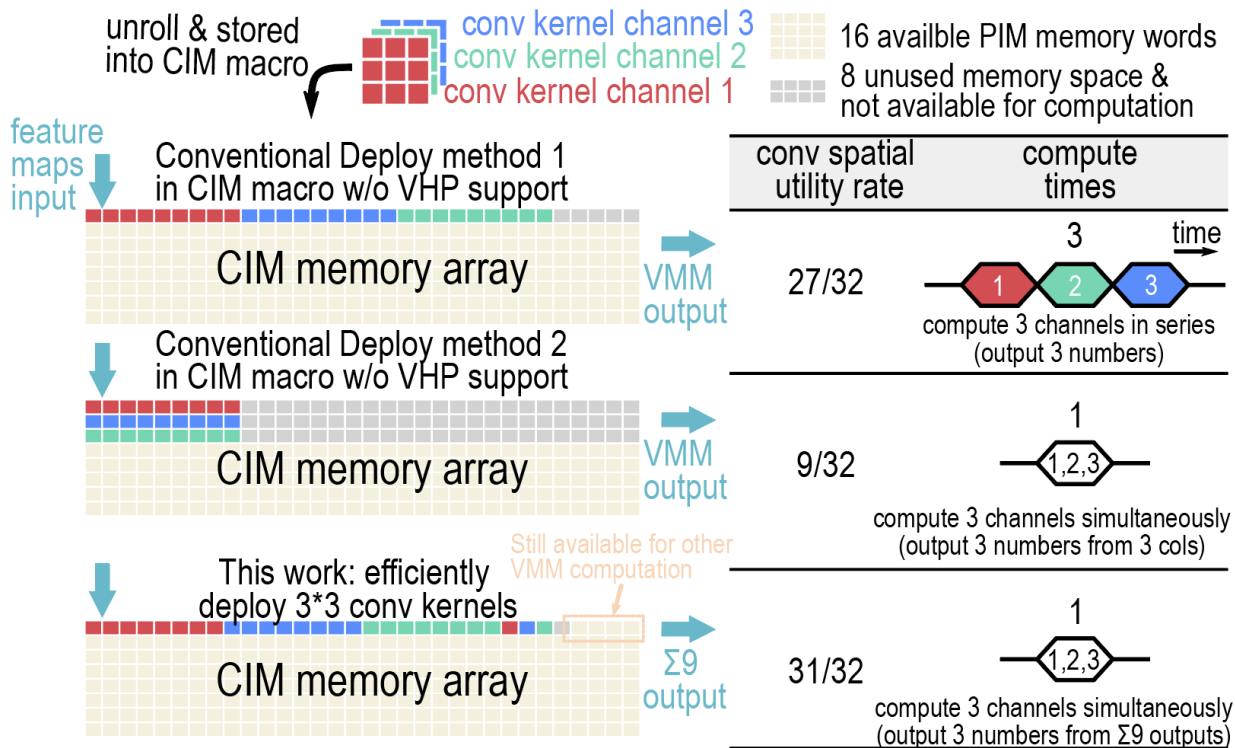 unroll & stored
into CIM macro
conv kernel channel 3
conv kernel channel 2
conv kernel channel 1
16 availble PIM memory words
8 unused memory space &
not available for computation
feature
maps
input
Conventional Deploy method 1
in CIM macro w/o VHP support
CIM memory array
VMM
output
conv spatial
utility rate
compute
times
27/32
3
time
1
2
3
compute 3 channels in series
(output 3 numbers)
Conventional Deploy method 2
in CIM macro w/o VHP support
CIM memory array
VMM
output
9/32
1
1,2,3
compute 3 channels simultaneously
(output 3 numbers from 3 cols)
Still available for other
VMM computation
This work: efficiently
deploy 3*3 conv kernels
CIM memory array
Σ9
output
31/32
1
1,2,3
compute 3 channels simultaneously
(output 3 numbers from Σ9 outputs)